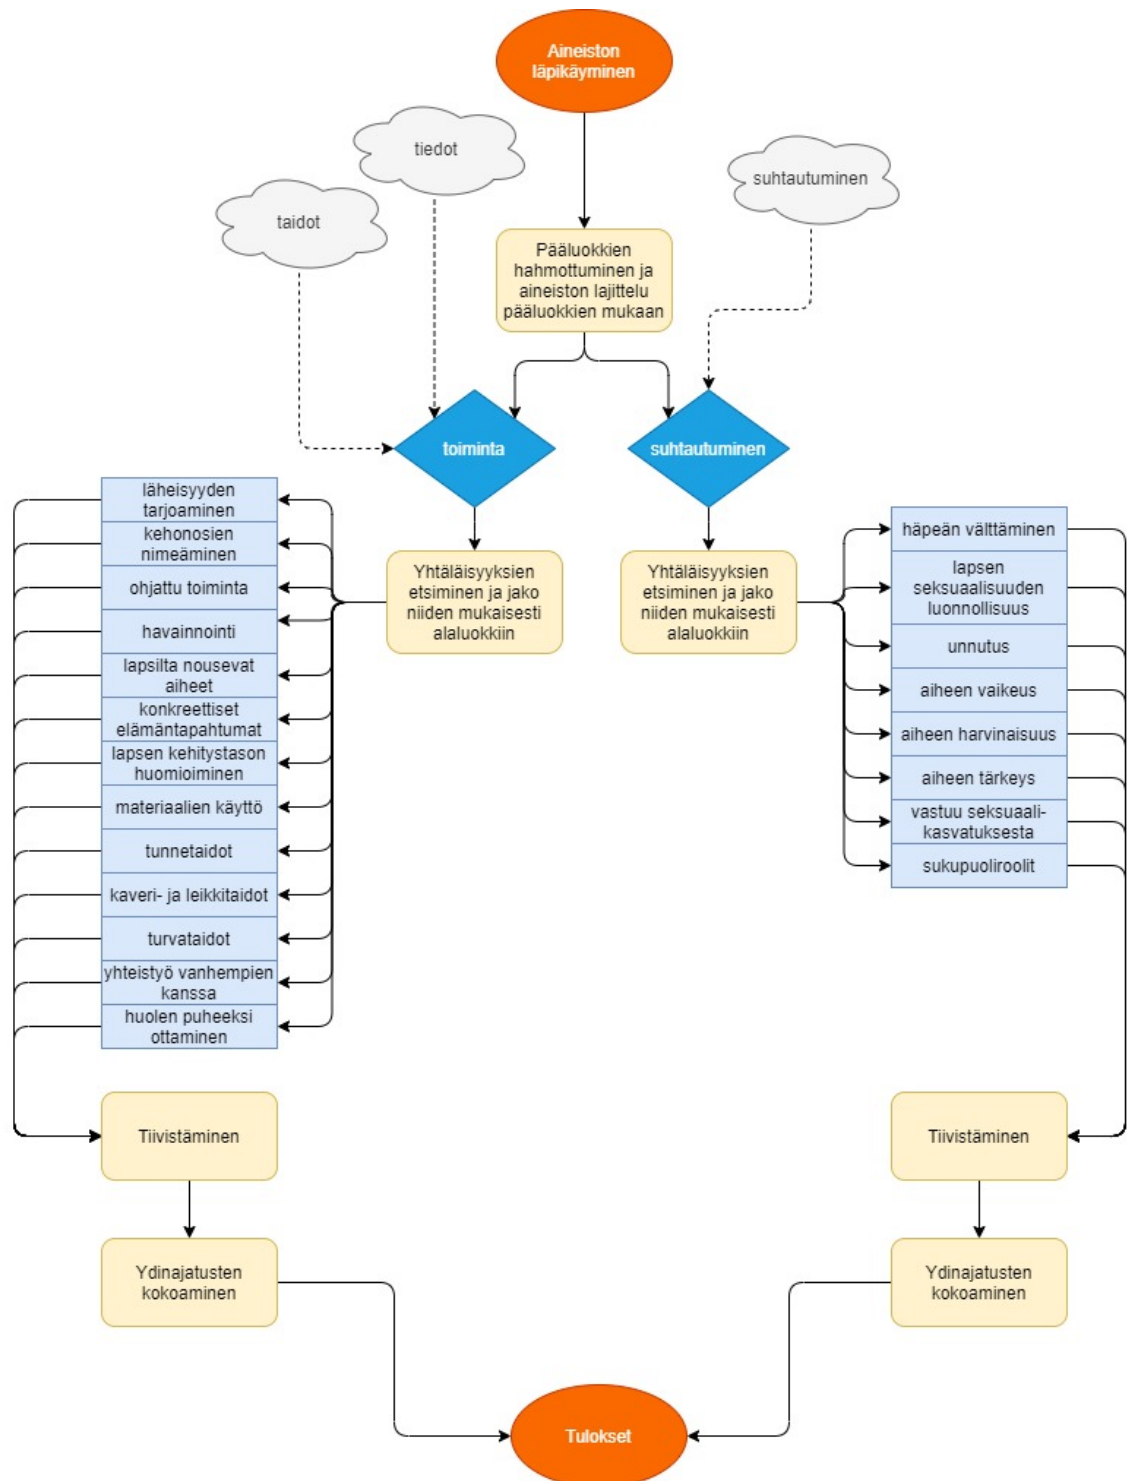 Aineiston
läpikäyminen
tiedot
suhtautuminen
taidot
Pääluokkien
hahmottuminen ja
aineiston lajittelu
pääluokkien mukaan
toiminta
suhtautuminen
Yhtäläisyyksien
etsiminen ja jako
niiden mukaisesti
alaluokkiin
Yhtäläisyyksien
etsiminen ja jako
niiden mukaisesti
alaluokkiin
läheisyyden
tarjoaminen
kehonosien
nimeäminen
ohjattu toiminta
havainnointi
lapsilta nousevat
aiheet
konkreettiset
elämäntapahtumat
lapsen kehitystason
huomioiminen
materiaalien käyttö
tunnetaidot
kaveri- ja leikkitaidot
turvataidot
yhteistyö vanhempien
kanssa
huolen puheeksi
ottaminen
häpeän välttäminen
lapsen
seksuaalisuuden
luonnollisuus
unnutus
aiheen vaikeus
aiheen harvinaisuus
aiheen tärkeys
vastuu seksuaali-
kasvatuksesta
sukupuoliroolit
Tiivistäminen
Tiivistäminen
Ydinajatusten
kokoaminen
Ydinajatusten
kokoaminen
Tulokset